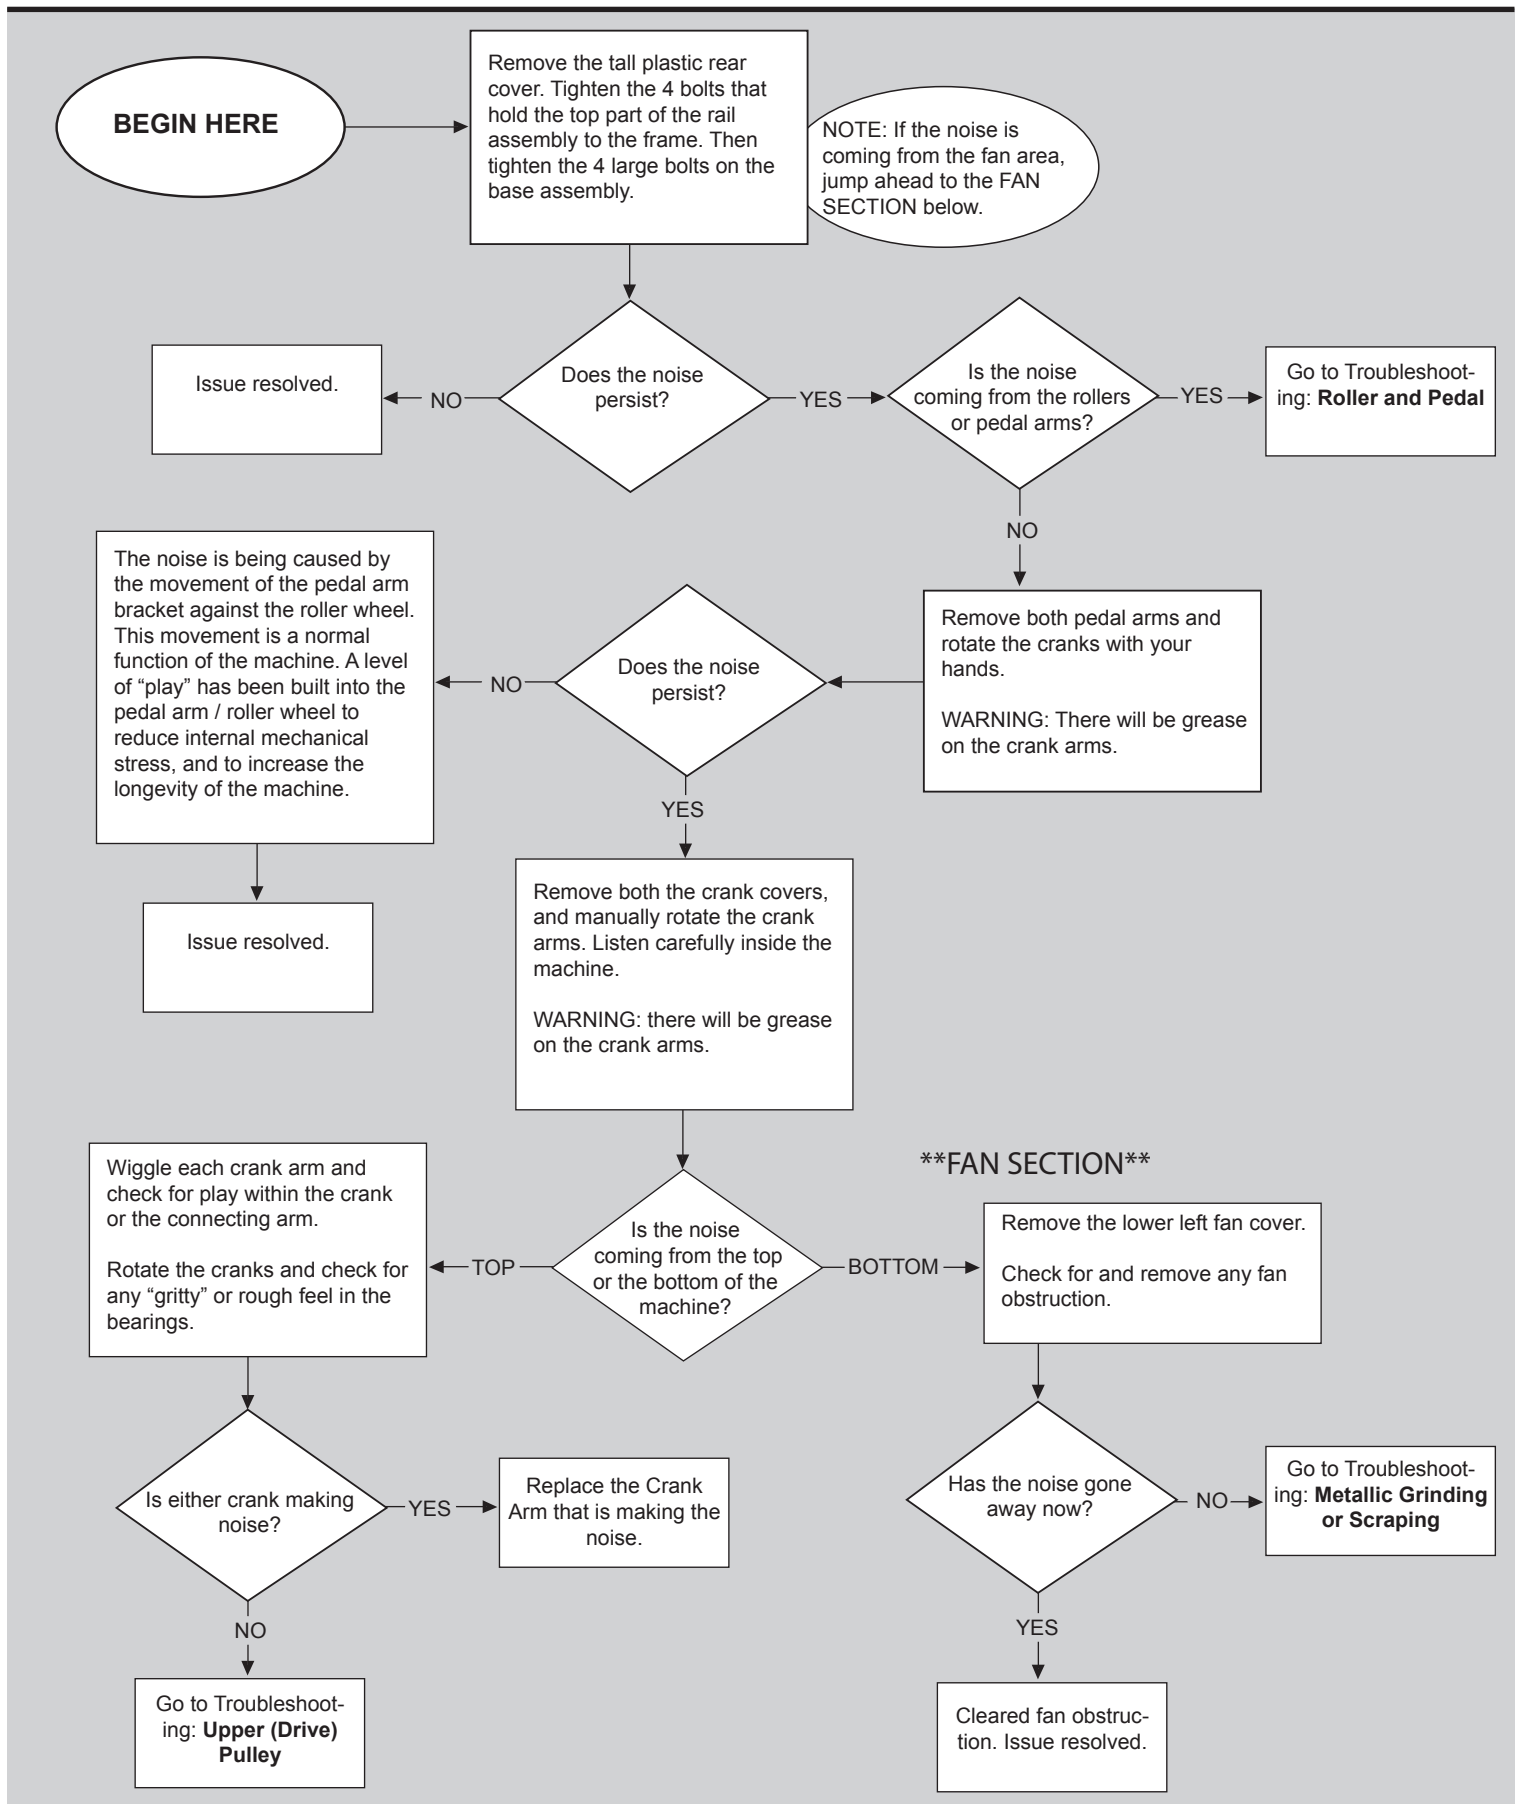 BEGIN HERE
Remove the tall plastic rear
cover. Tighten the 4 bolts that
hold the top part of the rail
assembly to the frame. Then
tighten the 4 large bolts on the
base assembly.
NOTE: If the noise is
coming from the fan area,
jump ahead to the FAN
SECTION below.
Issue resolved.
NO
Does the noise
persist?
YES
Is the noise
coming from the rollers
or pedal arms?
YES
Go to Troubleshoot-
ing: Roller and Pedal
NO
The noise is being caused by
the movement of the pedal arm
bracket against the roller wheel.
This movement is a normal
function of the machine. A level
of “play” has been built into the
pedal arm / roller wheel to
reduce internal mechanical
stress, and to increase the
longevity of the machine.
NO
Does the noise
persist?
Remove both pedal arms and
rotate the cranks with your
hands.
WARNING: There will be grease
on the crank arms.
YES
Issue resolved.
Remove both the crank covers,
and manually rotate the crank
arms. Listen carefully inside the
machine.
WARNING: there will be grease
on the crank arms.
**FAN SECTION**
Wiggle each crank arm and
check for play within the crank
or the connecting arm.
Rotate the cranks and check for
any “gritty” or rough feel in the
bearings.
TOP
Is the noise
coming from the top
or the bottom of the
machine?
BOTTOM
Remove the lower left fan cover.
Check for and remove any fan
obstruction.
Is either crank making
noise?
YES
Replace the Crank
Arm that is making the
noise.
Has the noise gone
away now?
NO
Go to Troubleshoot-
ing: Metallic Grinding
or Scraping
NO
YES
Go to Troubleshoot-
ing: Upper (Drive)
Pulley
Cleared fan obstruc-
tion. Issue resolved.